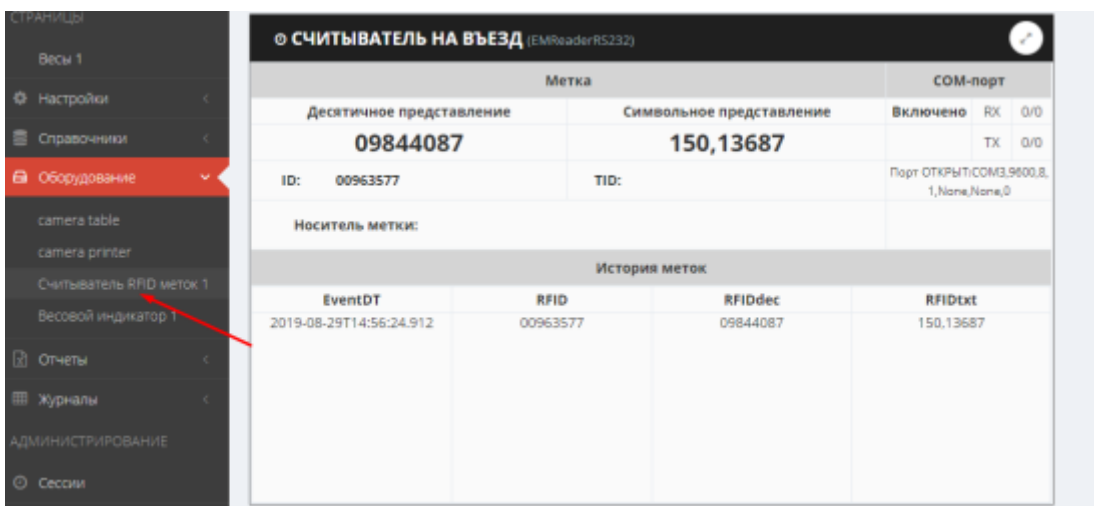 СТРАНИЦЫ
Весы 1
Настройки
Справочники
Оборудование
camera table
camera printer
Считыватель RFID меток 1
Весовой индикатор 1
Отчеты
Журналы
АДМИНИСТРИРОВАНИЕ
Сессии
СЧИТЫВАТЕЛЬ НА ВЪЕЗД (EMReaderRS232)
Метка COM-порт
Десятичное представление Символьное представление Включено RX 0/0
09844087 150,13687 TX 0/0
ID: 00963577 TID: Порт ОТКРЫТ:COM3,9600,8,
1,None,None,0
Носитель метки:
История меток
EventDT RFID RFIDdec RFIDtxt
2019-08-29T14:56:24.912 00963577 09844087 150,13687